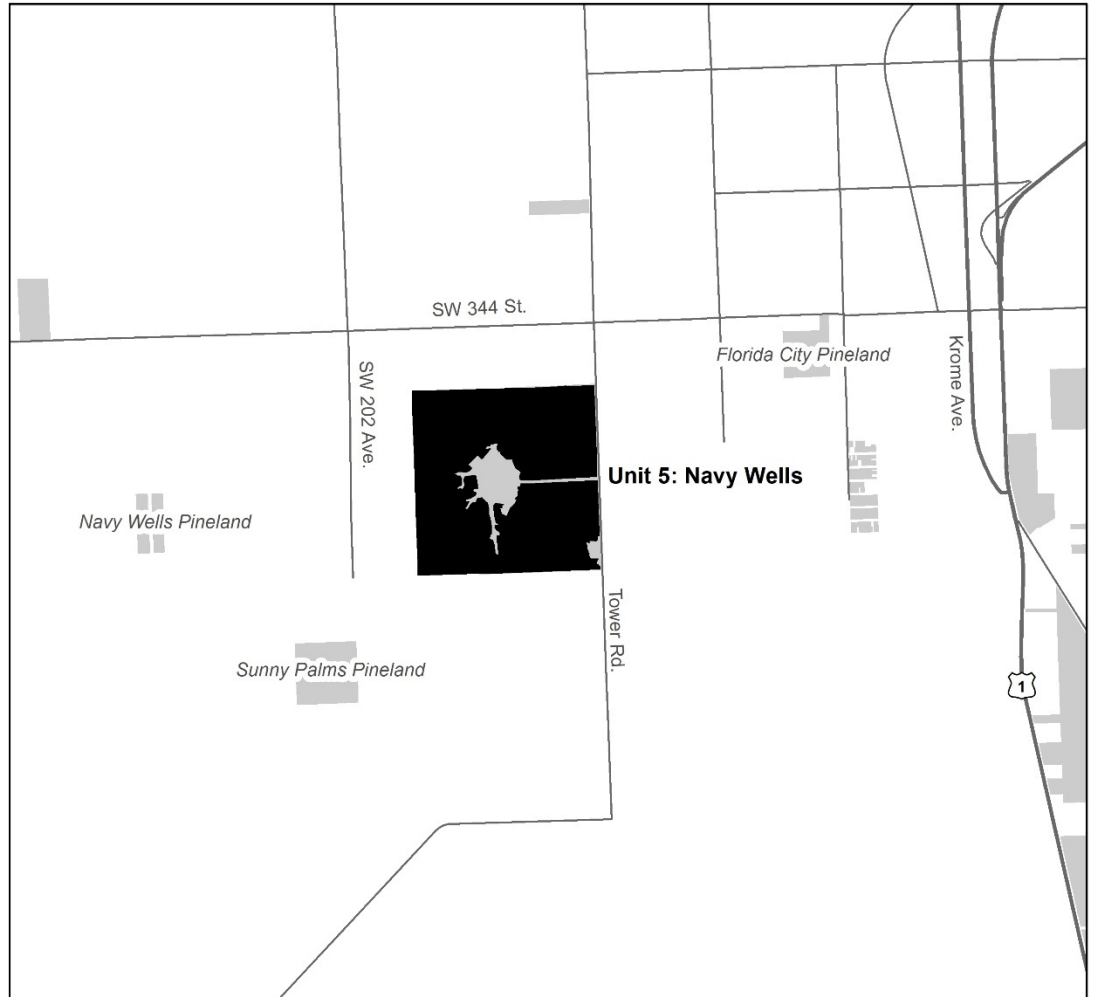 SW 344 St.
Florida City Pineland
Krome Ave.
SW 202 Ave.
Unit 5: Navy Wells
Navy Wells Pineland
Tower Rd.
Sunny Palms Pineland
1